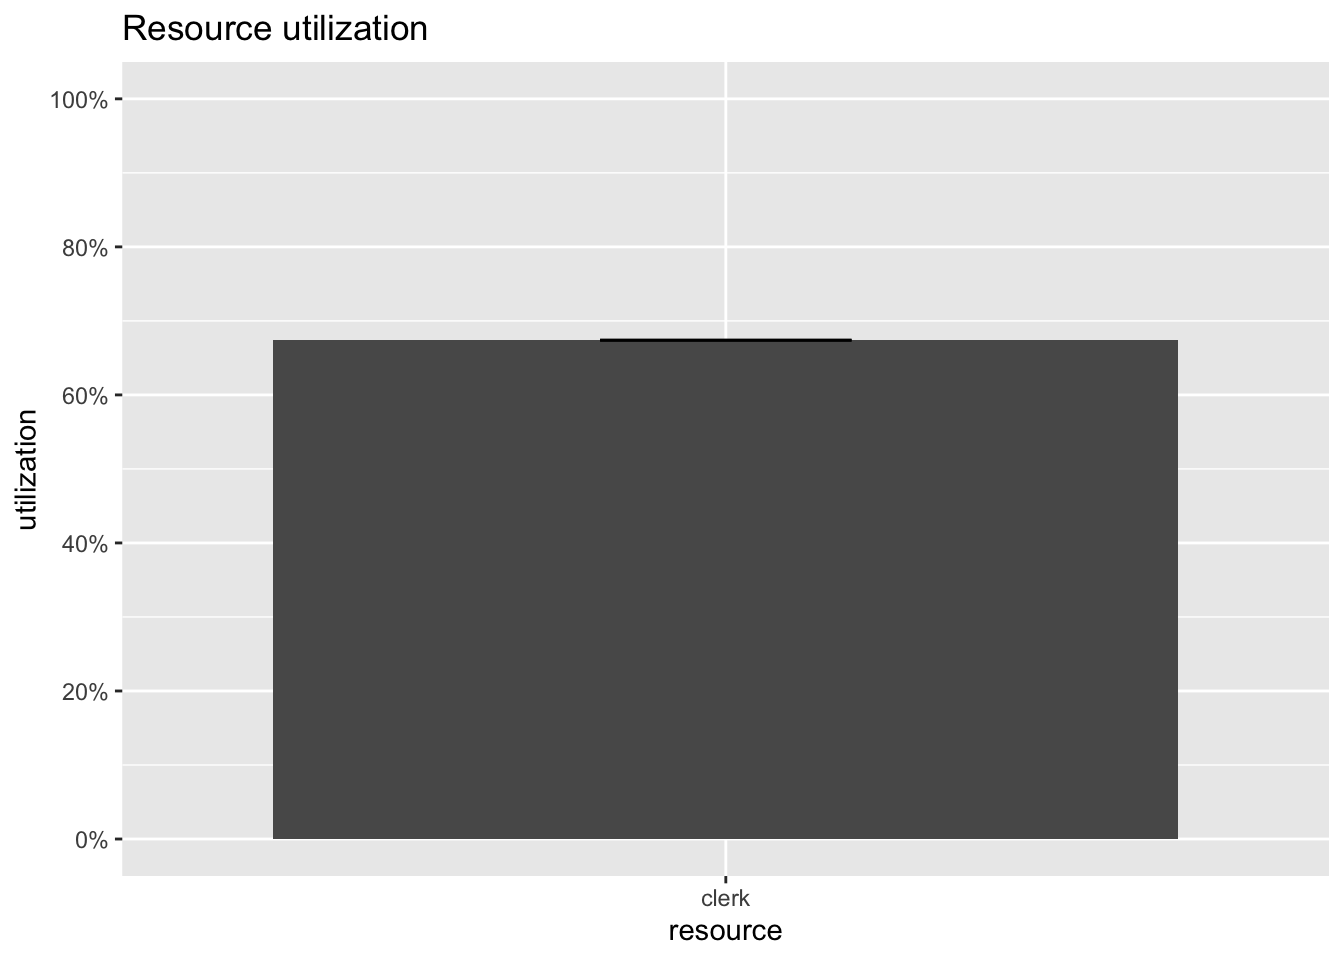 Resource utilization
100%
80%
60%
40%
20%
0%
utilization
clerk
resource